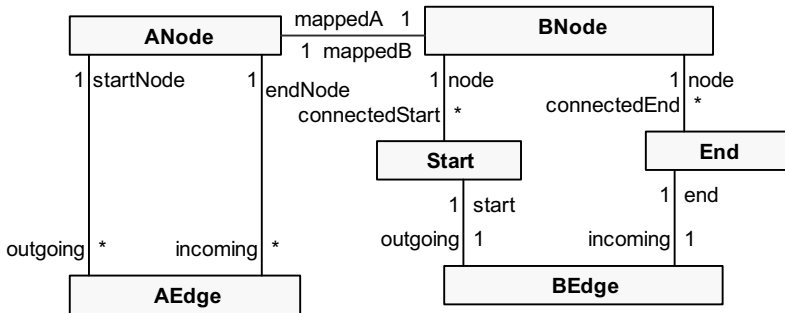 mappedA 1
ANode
BNode
1 mappedB
1 startNode
1 endNode
1 node
1 node
connectedStart *
connectedEnd *
Start
End
1 start
1 end
outgoing *
incoming *
outgoing 1
incoming 1
AEdge
BEdge